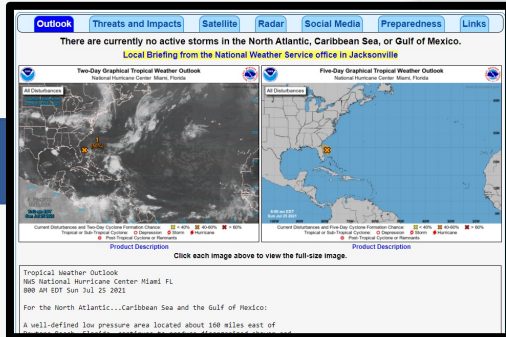 Outlook
Threats and Impacts
Satellite
Radar
Social Media
Preparedness
Links
There are currently no active storms in the North Atlantic, Caribbean Sea, or Gulf of Mexico.
Local Briefing from the National Weather Service office in Jacksonville
Two-Day Graphical Tropical Weather Outlook
National Hurricane Center Miami, Florida
All Disturbances
Current Disturbances and Two-Day Cyclone Formation Chance: < 40% 40-60% > 60%
Tropical or Sub-Tropical Cyclone: Depression Storm Hurricane
Post-Tropical Cyclone or Remnants
Product Description
Five-Day Graphical Tropical Weather Outlook
National Hurricane Center Miami, Florida
All Disturbances
8:00 am EDT
Sun Jul 25 2021
Current Disturbances and Five-Day Cyclone Formation Chance: < 40% 40-60% > 60%
Tropical or Sub-Tropical Cyclone: Depression Storm Hurricane
Post-Tropical Cyclone or Remnants
Product Description
Click each image above to view the full-size image.
Tropical Weather Outlook
NWS National Hurricane Center Miami FL
800 AM EDT Sun Jul 25 2021
For the North Atlantic...Caribbean Sea and the Gulf of Mexico:
A well-defined low pressure area located about 160 miles east of